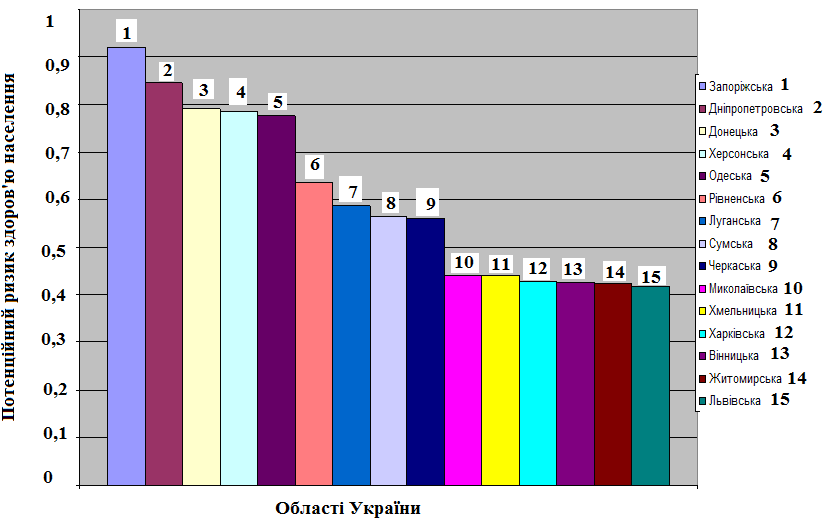 Потенційний ризик здоров'ю населення
1
0,9
0,8
0,7
0,6
0,5
0,4
0,3
0,2
0,1
0
1
2
3
4
5
6
7
8
9
10
11
12
13
14
15
Області України
Запоріжська 1
Дніпропетровська 2
Донецька 3
Херсонська 4
Одеська 5
Рівненська 6
Луганська 7
Сумська 8
Черкаська 9
Миколаївська 10
Хмельницька 11
Харківська 12
Вінницька 13
Житомирська 14
Львівська 15